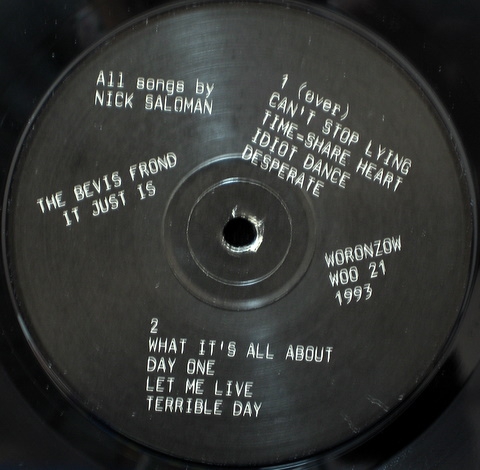 All songs by
NICK SALOMAN
1 (over)
CAN'T STOP LYING
TIME-SHARE HEART
IDIOT DANCE
DESPERATE
THE BEVIS FROND
IT JUST IS
WORONZOW
WOO 21
1993
2
WHAT IT'S ALL ABOUT
DAY ONE
LET ME LIVE
TERRIBLE DAY